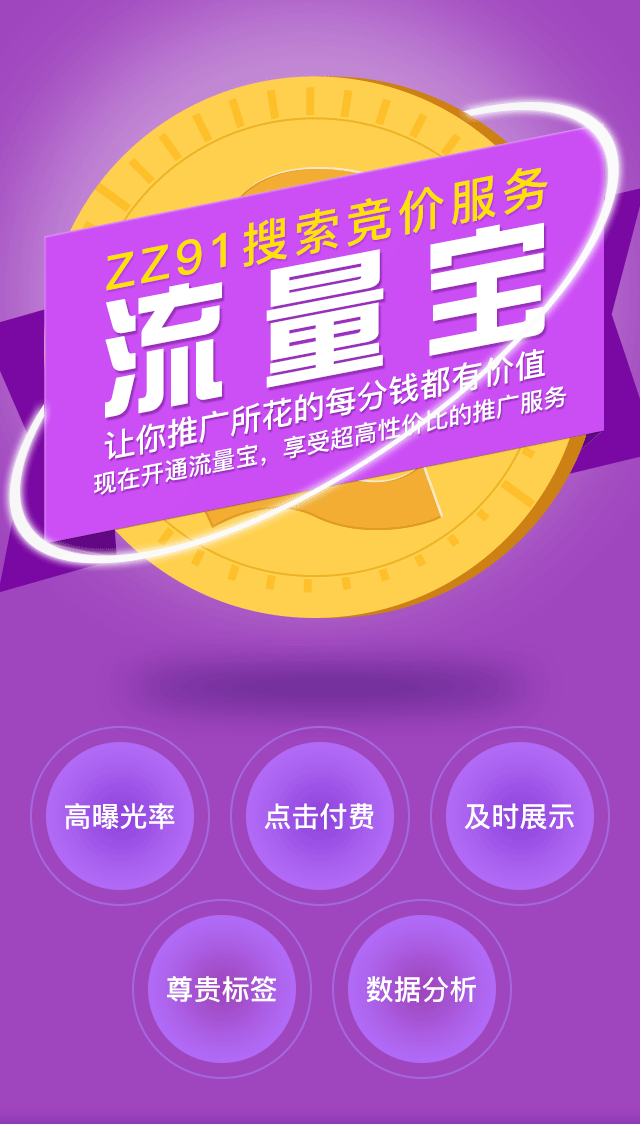 ZZ91搜索竞价服务
流量宝
让你推广所花的每分钱都有价值
现在开通流量宝，享受超高性价比的推广服务
高曝光率
点击付费
及时展示
尊贵标签
数据分析